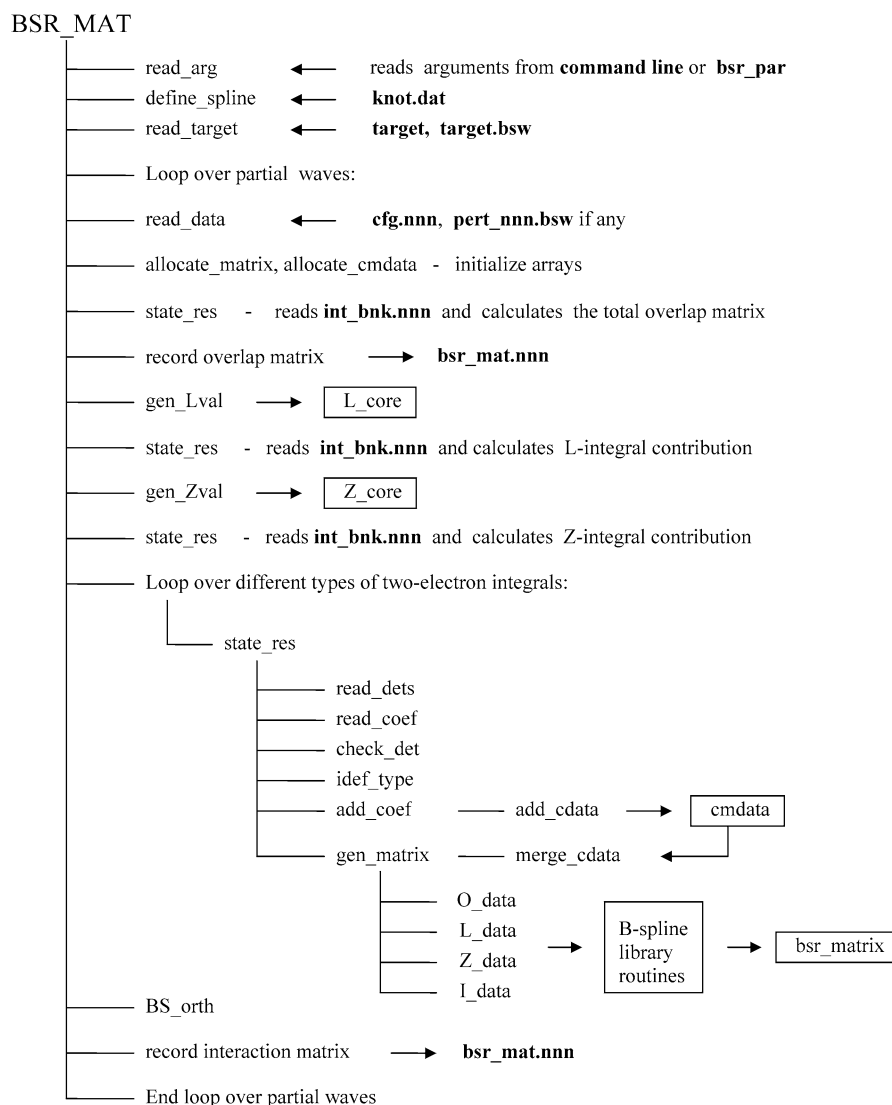 BSR_MAT
read_arg reads arguments from command line or bsr_par
define_spline knot.dat
read_target target, target.bsw
Loop over partial waves:
read_data cfg.nnn, pert_nnn.bsw if any
allocate_matrix, allocate_cmdata - initialize arrays
state_res - reads int_bnk.nnn and calculates the total overlap matrix
record overlap matrix bsr_mat.nnn
gen_Lval L_core
state_res - reads int_bnk.nnn and calculates L-integral contribution
gen_Zval Z_core
state_res - reads int_bnk.nnn and calculates Z-integral contribution
Loop over different types of two-electron integrals:
state_res
read_dets
read_coef
check_det
idef_type
add_coef add_cdata cmdata
gen_matrix merge_cdata
O_data
L_data
Z_data
I_data
B-spline
library
routines
bsr_matrix
BS_orth
record interaction matrix bsr_mat.nnn
End loop over partial waves